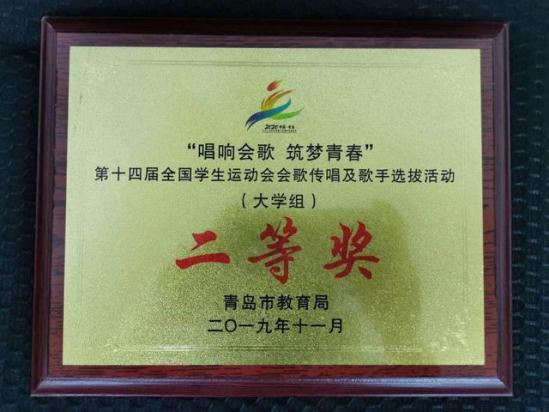 “唱响会歌 筑梦青春”
第十四届全国学生运动会会歌传唱及歌手选拔活动
（大学组）
二等奖
青岛市教育局
二〇一九年十一月